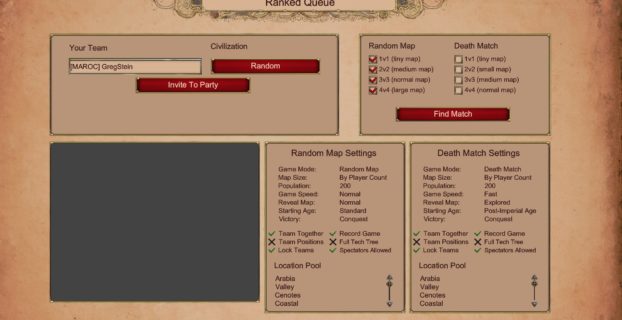 Ranked Queue
Your Team
Civilization
[MAROC] GregStein
Random
Invite To Party
Random Map
Death Match
1v1 (tiny map)
1v1 (tiny map)
2v2 (medium map)
2v2 (small map)
3v3 (normal map)
3v3 (medium map)
4v4 (large map)
4v4 (normal map)
Find Match
Random Map Settings
Game Mode: Random Map
Map Size: By Player Count
Population: 200
Game Speed: Normal
Reveal Map: Normal
Starting Age: Standard
Victory: Conquest
Team Together Record Game
Team Positions Full Tech Tree
Lock Teams Spectators Allowed
Location Pool
Arabia
Valley
Cenotes
Coastal
Death Match Settings
Game Mode: Death Match
Map Size: By Player Count
Population: 200
Game Speed: Fast
Reveal Map: Explored
Starting Age: Post-Imperial Age
Victory: Conquest
Team Together Record Game
Team Positions Full Tech Tree
Lock Teams Spectators Allowed
Location Pool
Arabia
Valley
Cenotes
Coastal